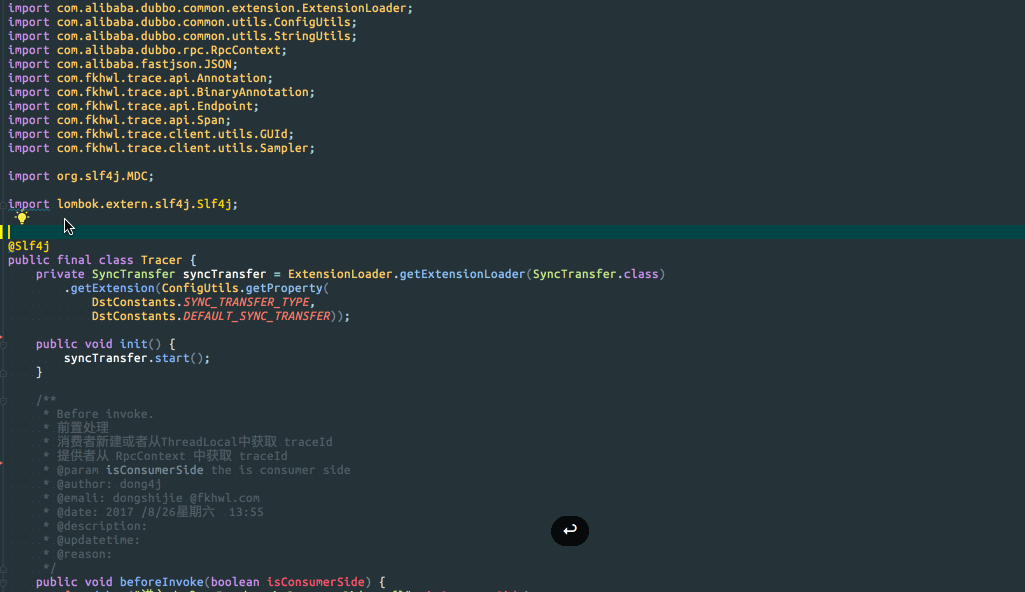 import com.alibaba.dubbo.common.extension.ExtensionLoader;
import com.alibaba.dubbo.common.utils.ConfigUtils;
import com.alibaba.dubbo.common.utils.StringUtils;
import com.alibaba.dubbo.rpc.RpcContext;
import com.alibaba.fastjson.JSON;
import com.fkhwl.trace.api.Annotation;
import com.fkhwl.trace.api.BinaryAnnotation;
import com.fkhwl.trace.api.Endpoint;
import com.fkhwl.trace.api.Span;
import com.fkhwl.trace.client.utils.GUId;
import com.fkhwl.trace.client.utils.Sampler;
import org.slf4j.MDC;
import lombok.extern.slf4j.Slf4j;
@Slf4j
public final class Tracer {
private SyncTransfer syncTransfer = ExtensionLoader.getExtensionLoader(SyncTransfer.class)
.getExtension(ConfigUtils.getProperty(
DstConstants.SYNC_TRANSFER_TYPE,
DstConstants.DEFAULT_SYNC_TRANSFER));
public void init() {
syncTransfer.start();
}
/**
* Before invoke.
* 前置处理
* 消费者新建或者从ThreadLocal中获取 traceId
* 提供者从 RpcContext 中获取 traceId
* @param isConsumerSide the is consumer side
* @author: dong4j
* @emali: dongshijie @fkhwl.com
* @date: 2017 /8/26星期六  13:55
* @description:
* @updatetime:
* @reason:
*/
public void beforeInvoke(boolean isConsumerSide) {